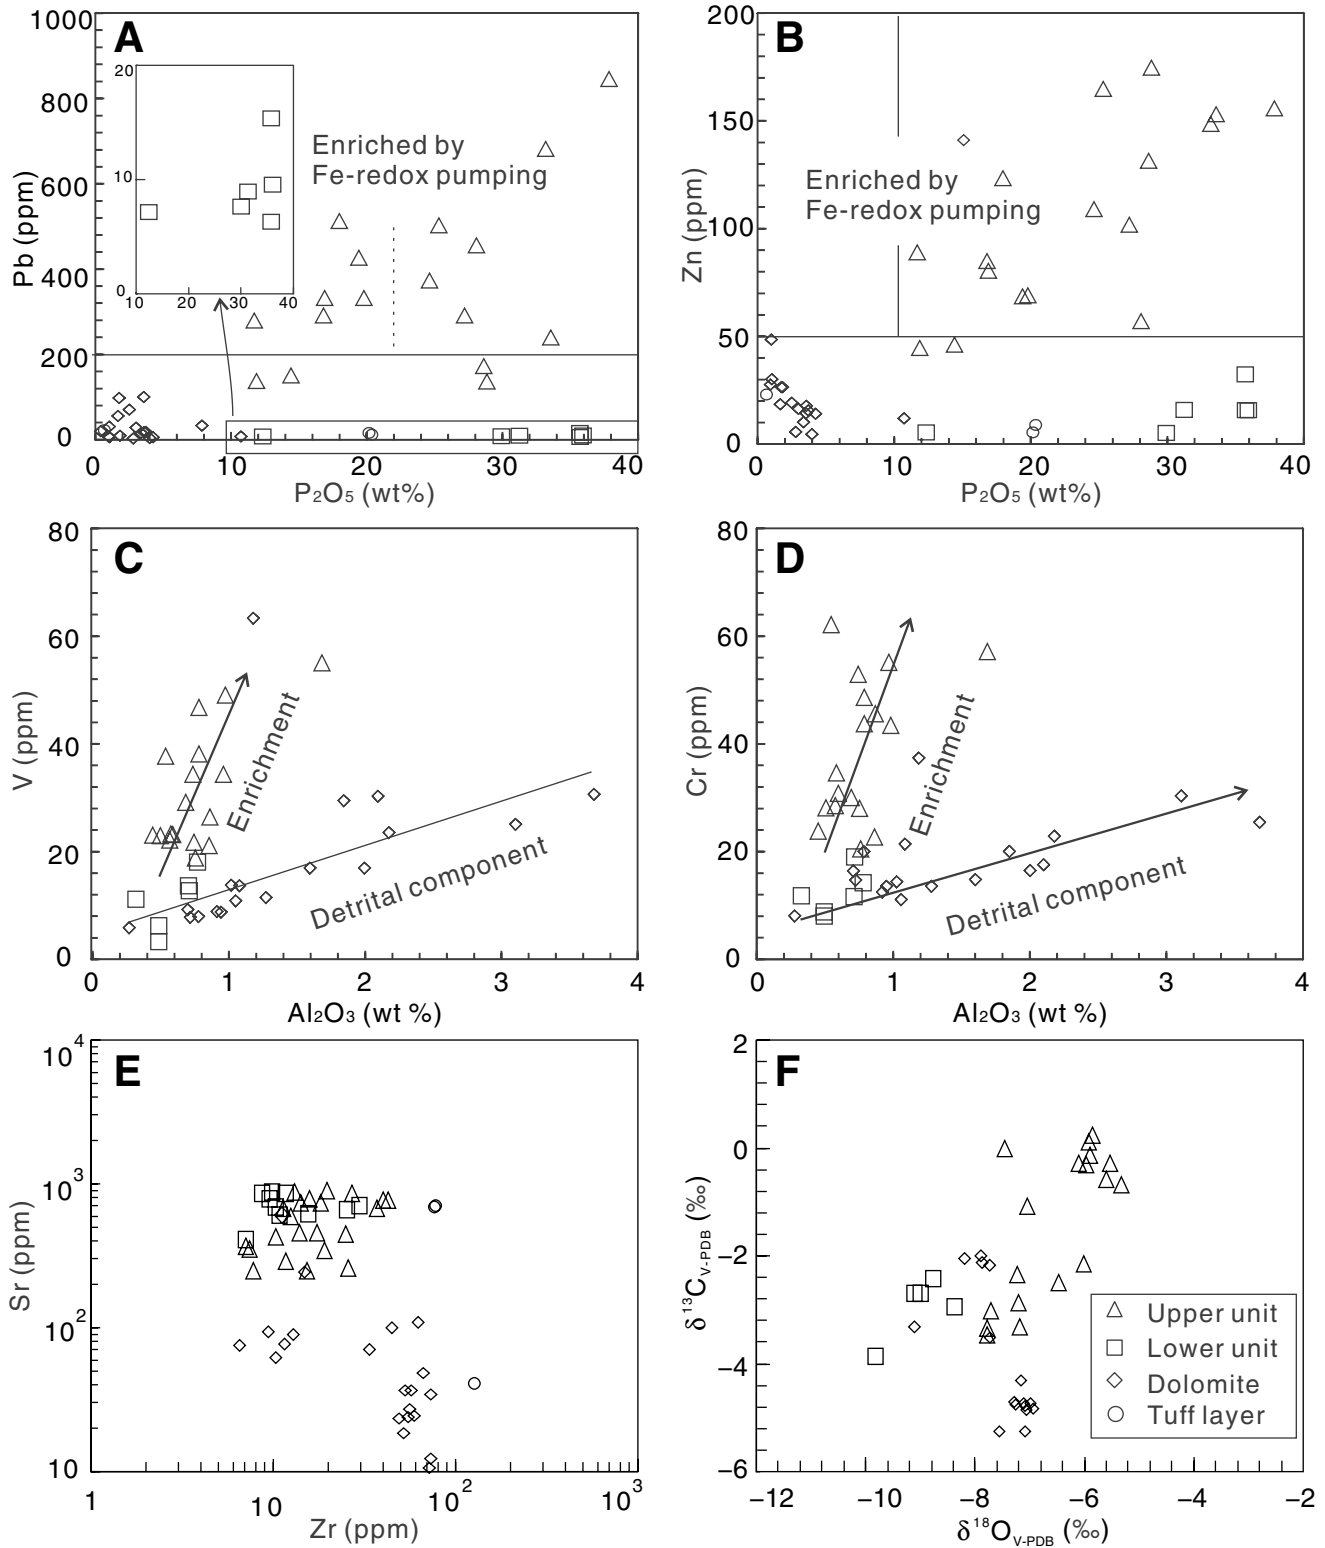 A
1000
800
600
400
200
0
Pb (ppm)
20
10
0
10 20 30 40
Enriched by
Fe-redox pumping
0 10 20 30 40
P₂O₅ (wt%)
B
200
150
100
50
0
Zn (ppm)
Enriched by
Fe-redox pumping
0 10 20 30 40
P₂O₅ (wt%)
C
80
60
40
20
0
V (ppm)
Enrichment
Detrital component
0 1 2 3 4
Al₂O₃ (wt %)
D
80
60
40
20
0
Cr (ppm)
Enrichment
Detrital component
0 1 2 3 4
Al₂O₃ (wt %)
E
10⁴
10³
10²
10
Sr (ppm)
1 10 10² 10³
Zr (ppm)
F
2
0
−2
−4
−6
δ¹³C V-PDB (‰)
Upper unit
Lower unit
Dolomite
Tuff layer
−12 −10 −8 −6 −4 −2
δ¹⁸O V-PDB (‰)